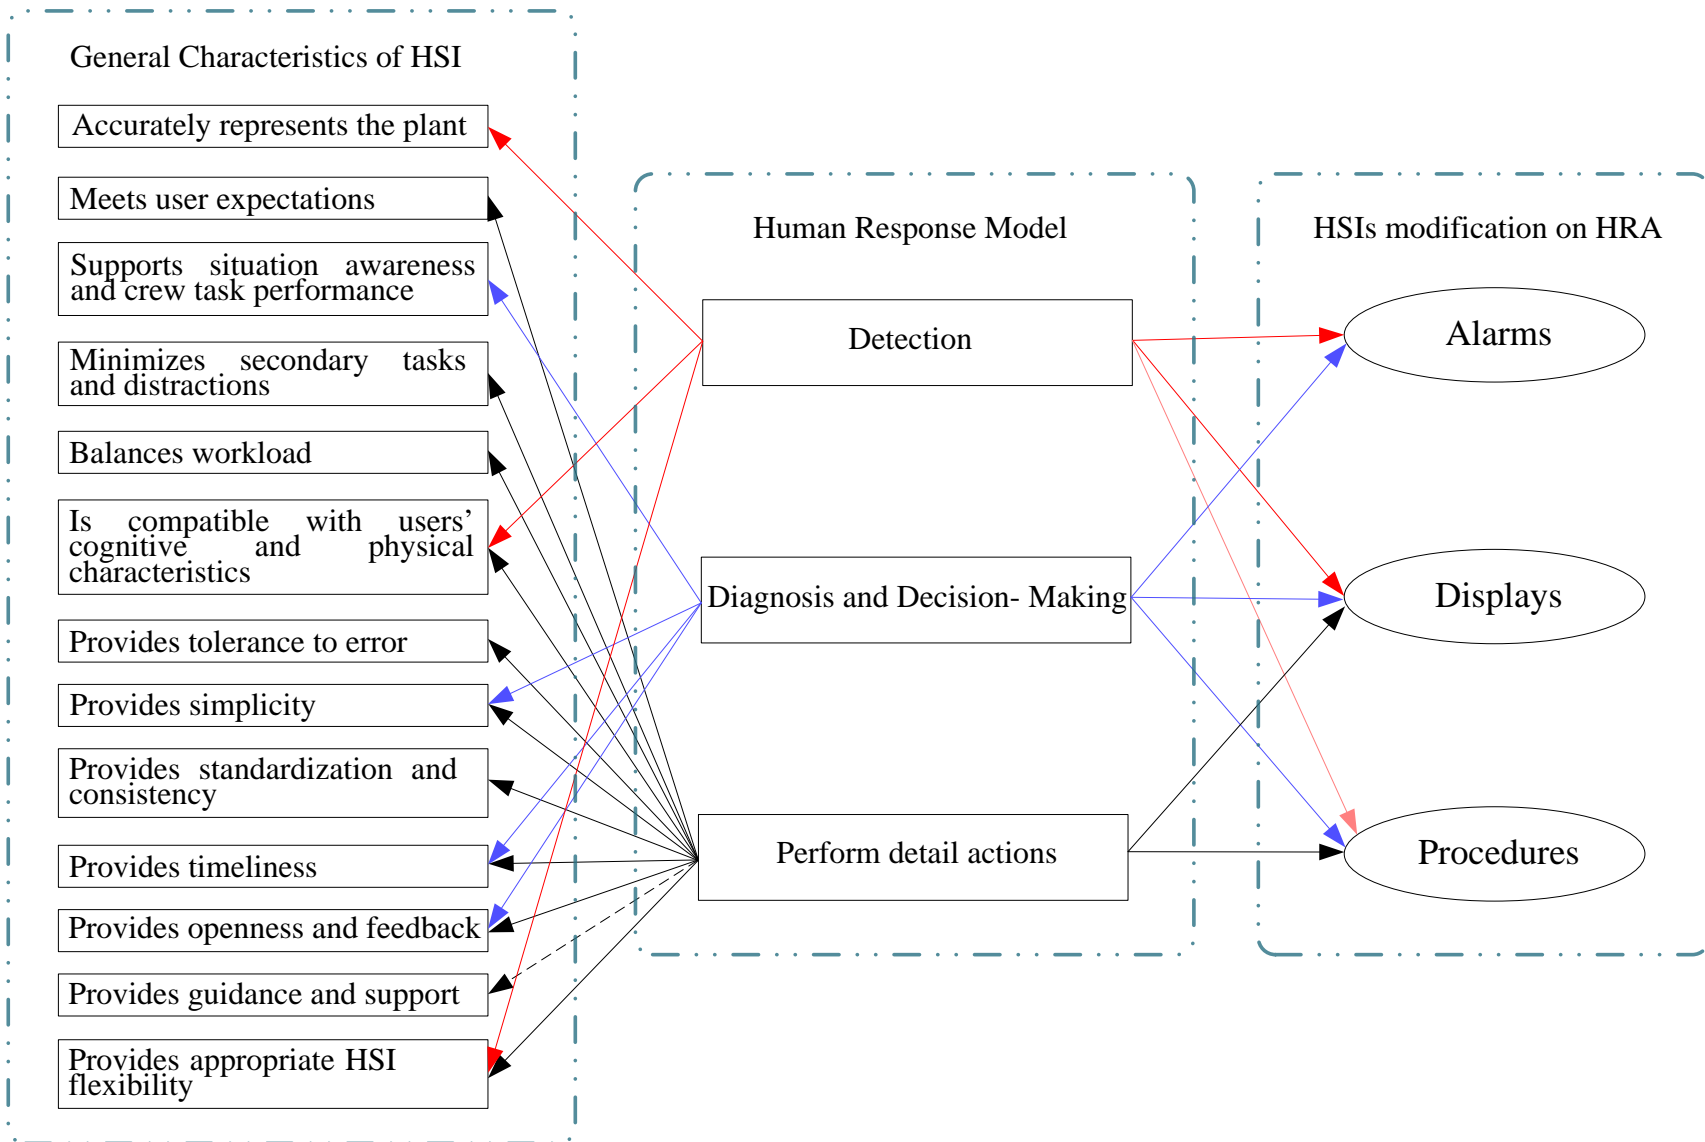 General Characteristics of HSI
Accurately represents the plant
Meets user expectations
Supports situation awareness
and crew task performance
Minimizes secondary tasks
and distractions
Balances workload
Is compatible with users’
cognitive and physical
characteristics
Provides tolerance to error
Provides simplicity
Provides standardization and
consistency
Provides timeliness
Provides openness and feedback
Provides guidance and support
Provides appropriate HSI
flexibility
Human Response Model
Detection
Diagnosis and Decision- Making
Perform detail actions
HSIs modification on HRA
Alarms
Displays
Procedures